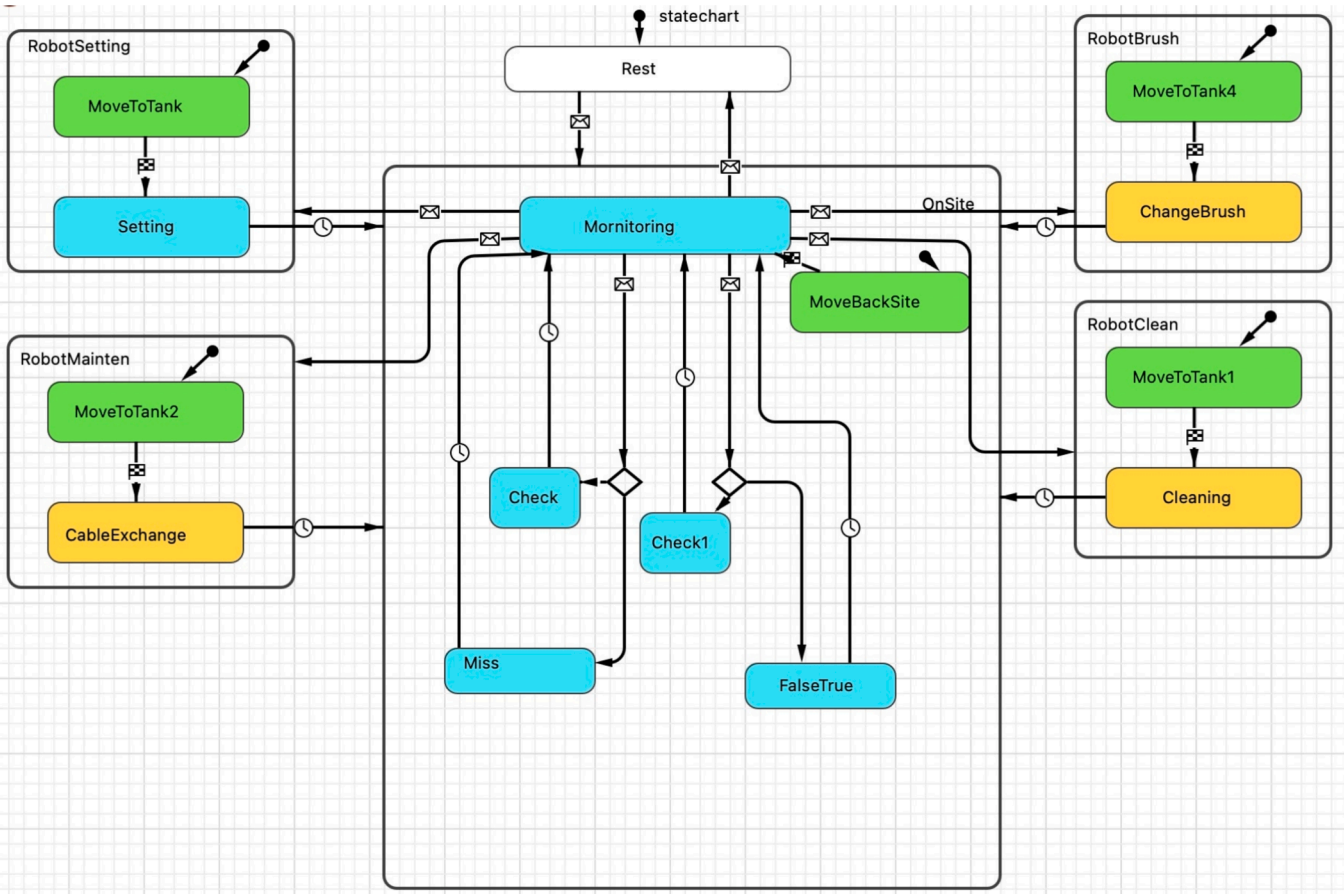 statechart
RobotSetting
RobotBrush
Rest
MoveToTank4
MoveToTank
OnSite
ChangeBrush
Setting
Mornitoring
MoveBackSite
RobotClean
RobotMainten
MoveToTank1
MoveToTank2
Check
Cleaning
CableExchange
Check1
Miss
FalseTrue